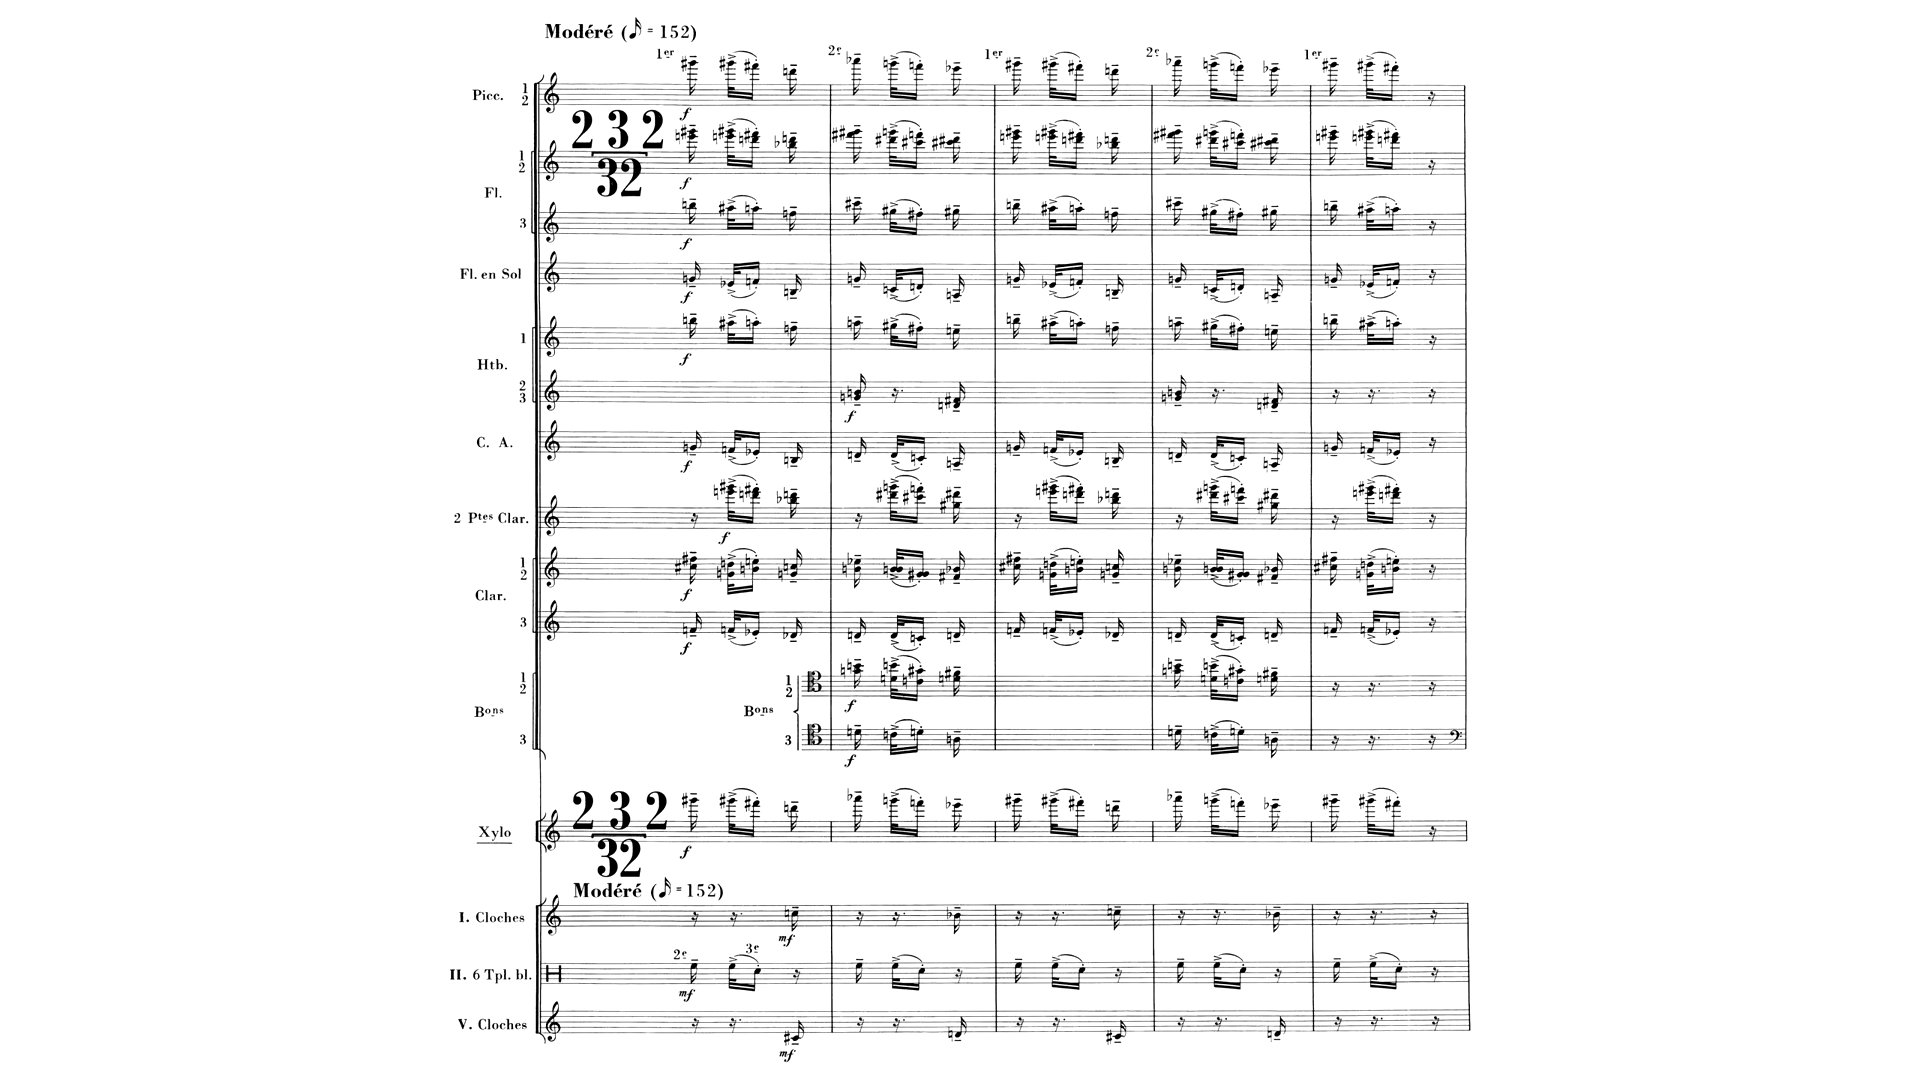 Modéré (𝅘𝅥𝅯 = 152)
1er 2e 1er 2e 1er
Picc. 1 2
f
2 3 2
32
Fl. 1 2
f
3
f
Fl. en Sol
f
Htb. 1
f
2 3
f
C. A.
f
2 Ptes Clar.
f
Clar. 1 2
f
3
f
Bons 1 2
Bons 1 2
f
3
3
f
2 3 2
32
Xylo
f
Modéré (𝅘𝅥𝅯 = 152)
I. Cloches
mf
2e 3e
II. 6 Tpl. bl.
mf
V. Cloches
mf